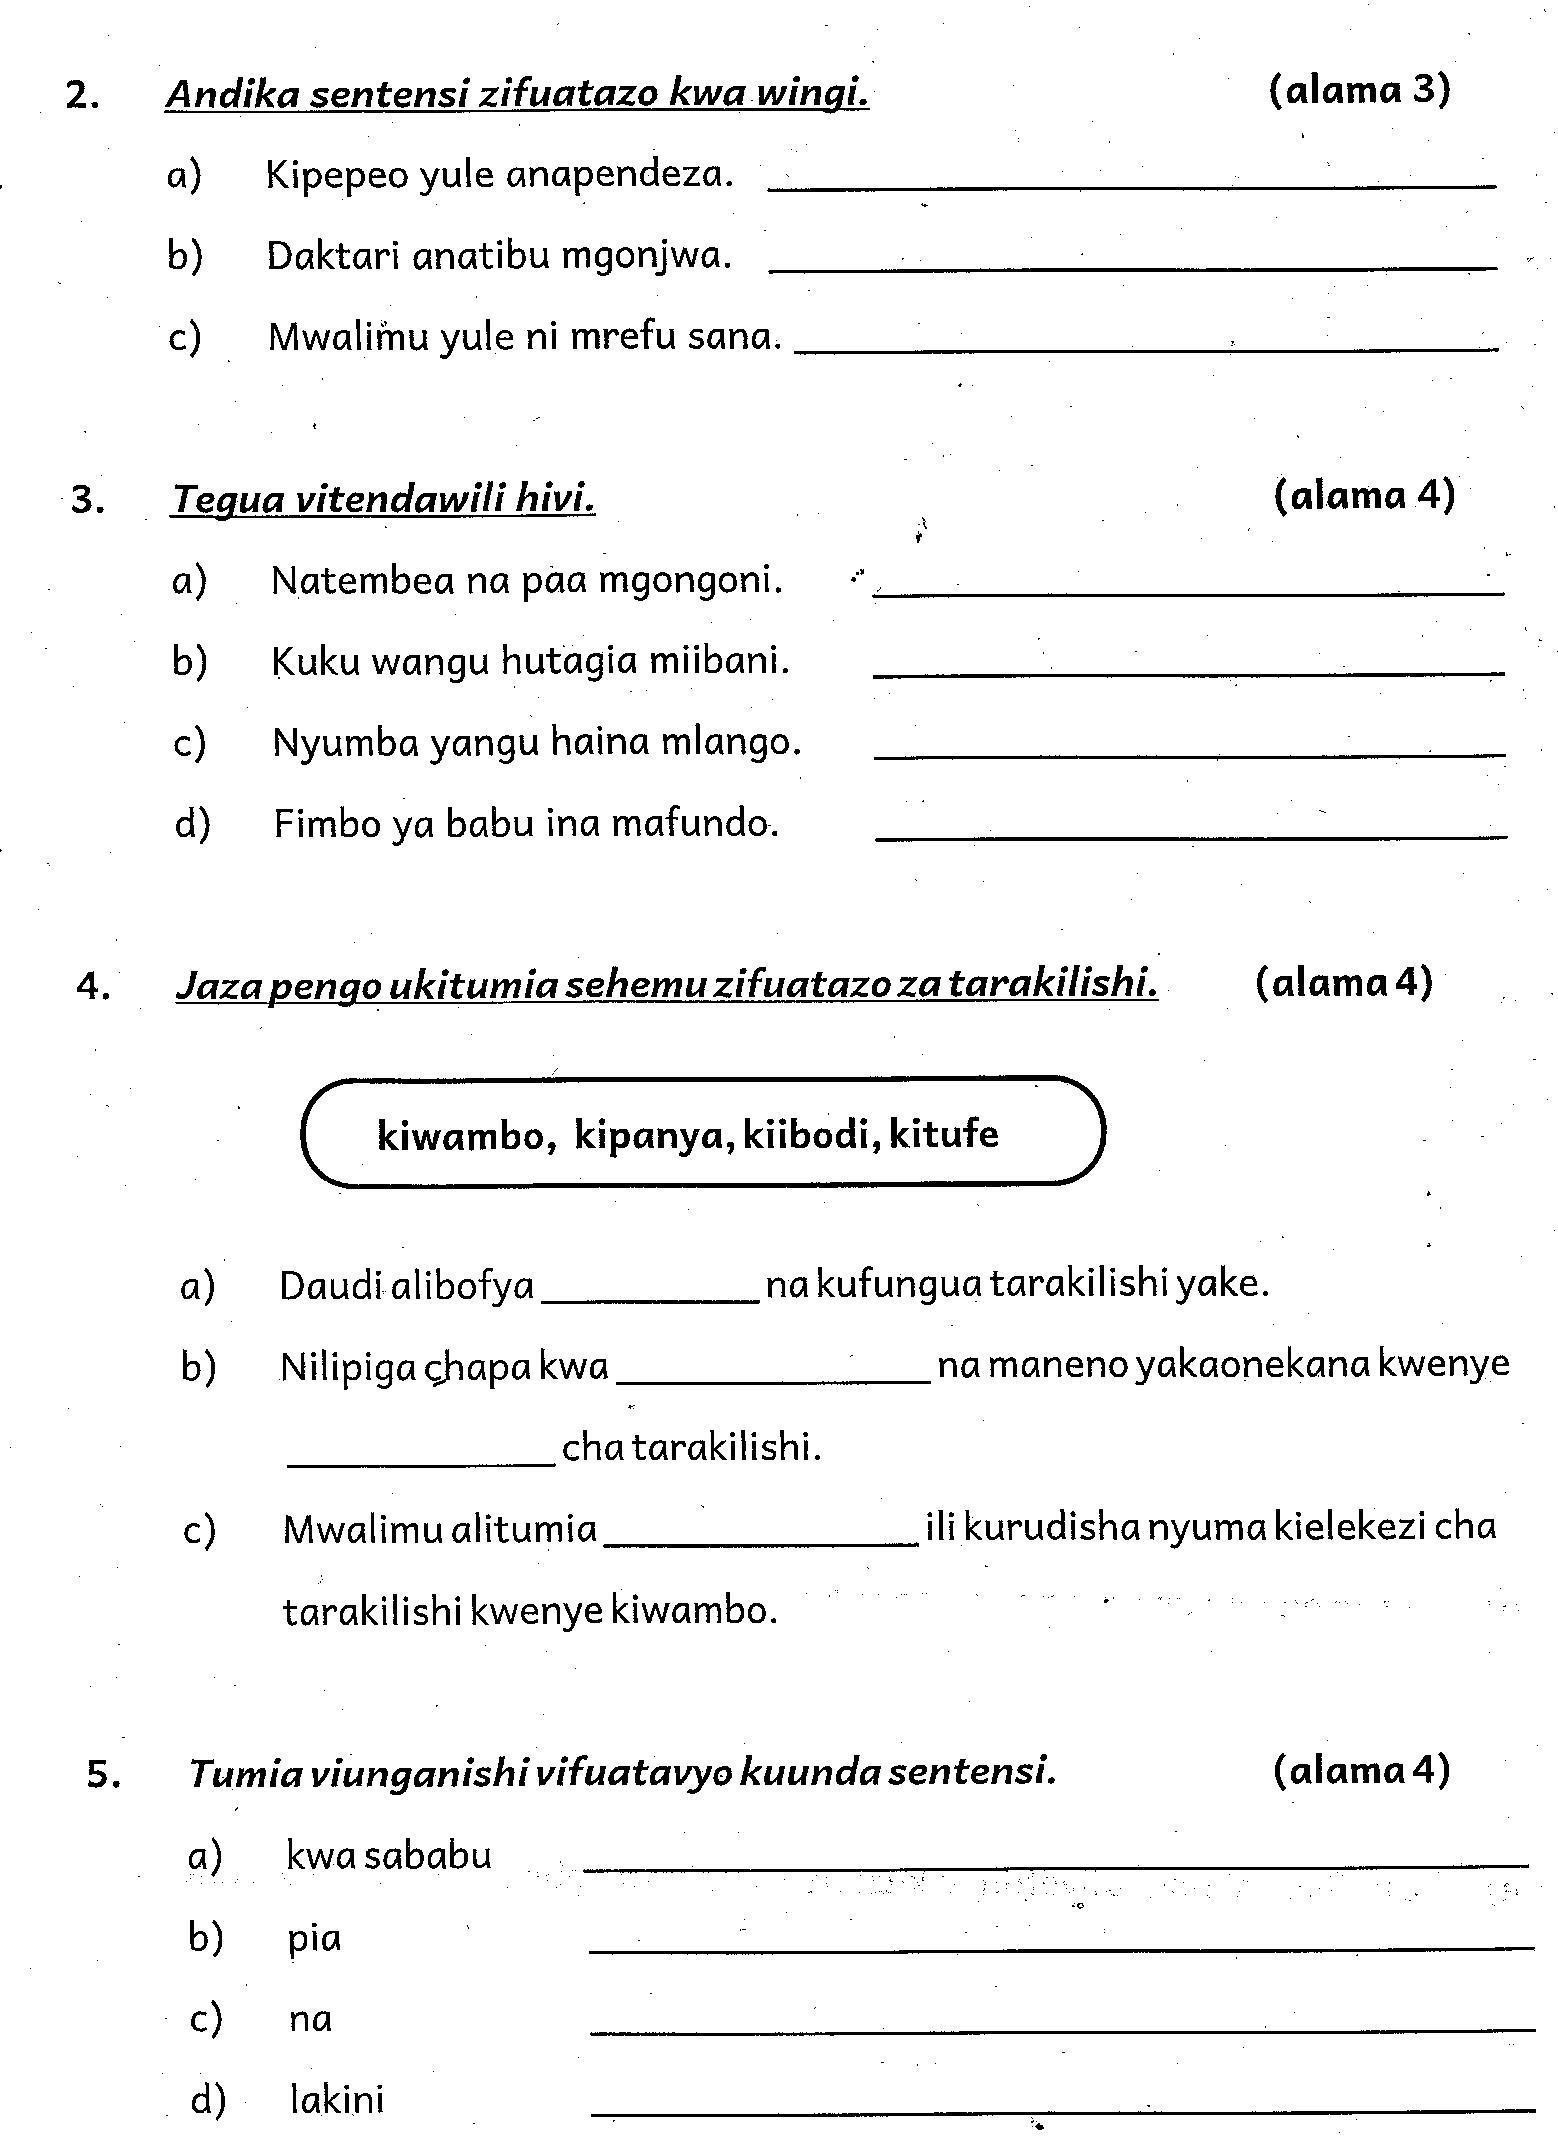 2. Andika sentensi zifuatazo kwa wingi. (alama 3)
a) Kipepeo yule anapendeza.
b) Daktari anatibu mgonjwa.
c) Mwalimu yule ni mrefu sana.
3. Tegua vitendawili hivi. (alama 4)
a) Natembea na paa mgongoni.
b) Kuku wangu hutagia miibani.
c) Nyumba yangu haina mlango.
d) Fimbo ya babu ina mafundo.
4. Jaza pengo ukitumia sehemu zifuatazo za tarakilishi. (alama 4)
kiwambo, kipanya, kiibodi, kitufe
a) Daudi alibofya __________ na kufungua tarakilishi yake.
b) Nilipiga chapa kwa __________ na maneno yakaonekana kwenye
__________ cha tarakilishi.
c) Mwalimu alitumia __________ ili kurudisha nyuma kielekezi cha
tarakilishi kwenye kiwambo.
5. Tumia viunganishi vifuatavyo kuunda sentensi. (alama 4)
a) kwa sababu
b) pia
c) na
d) lakini